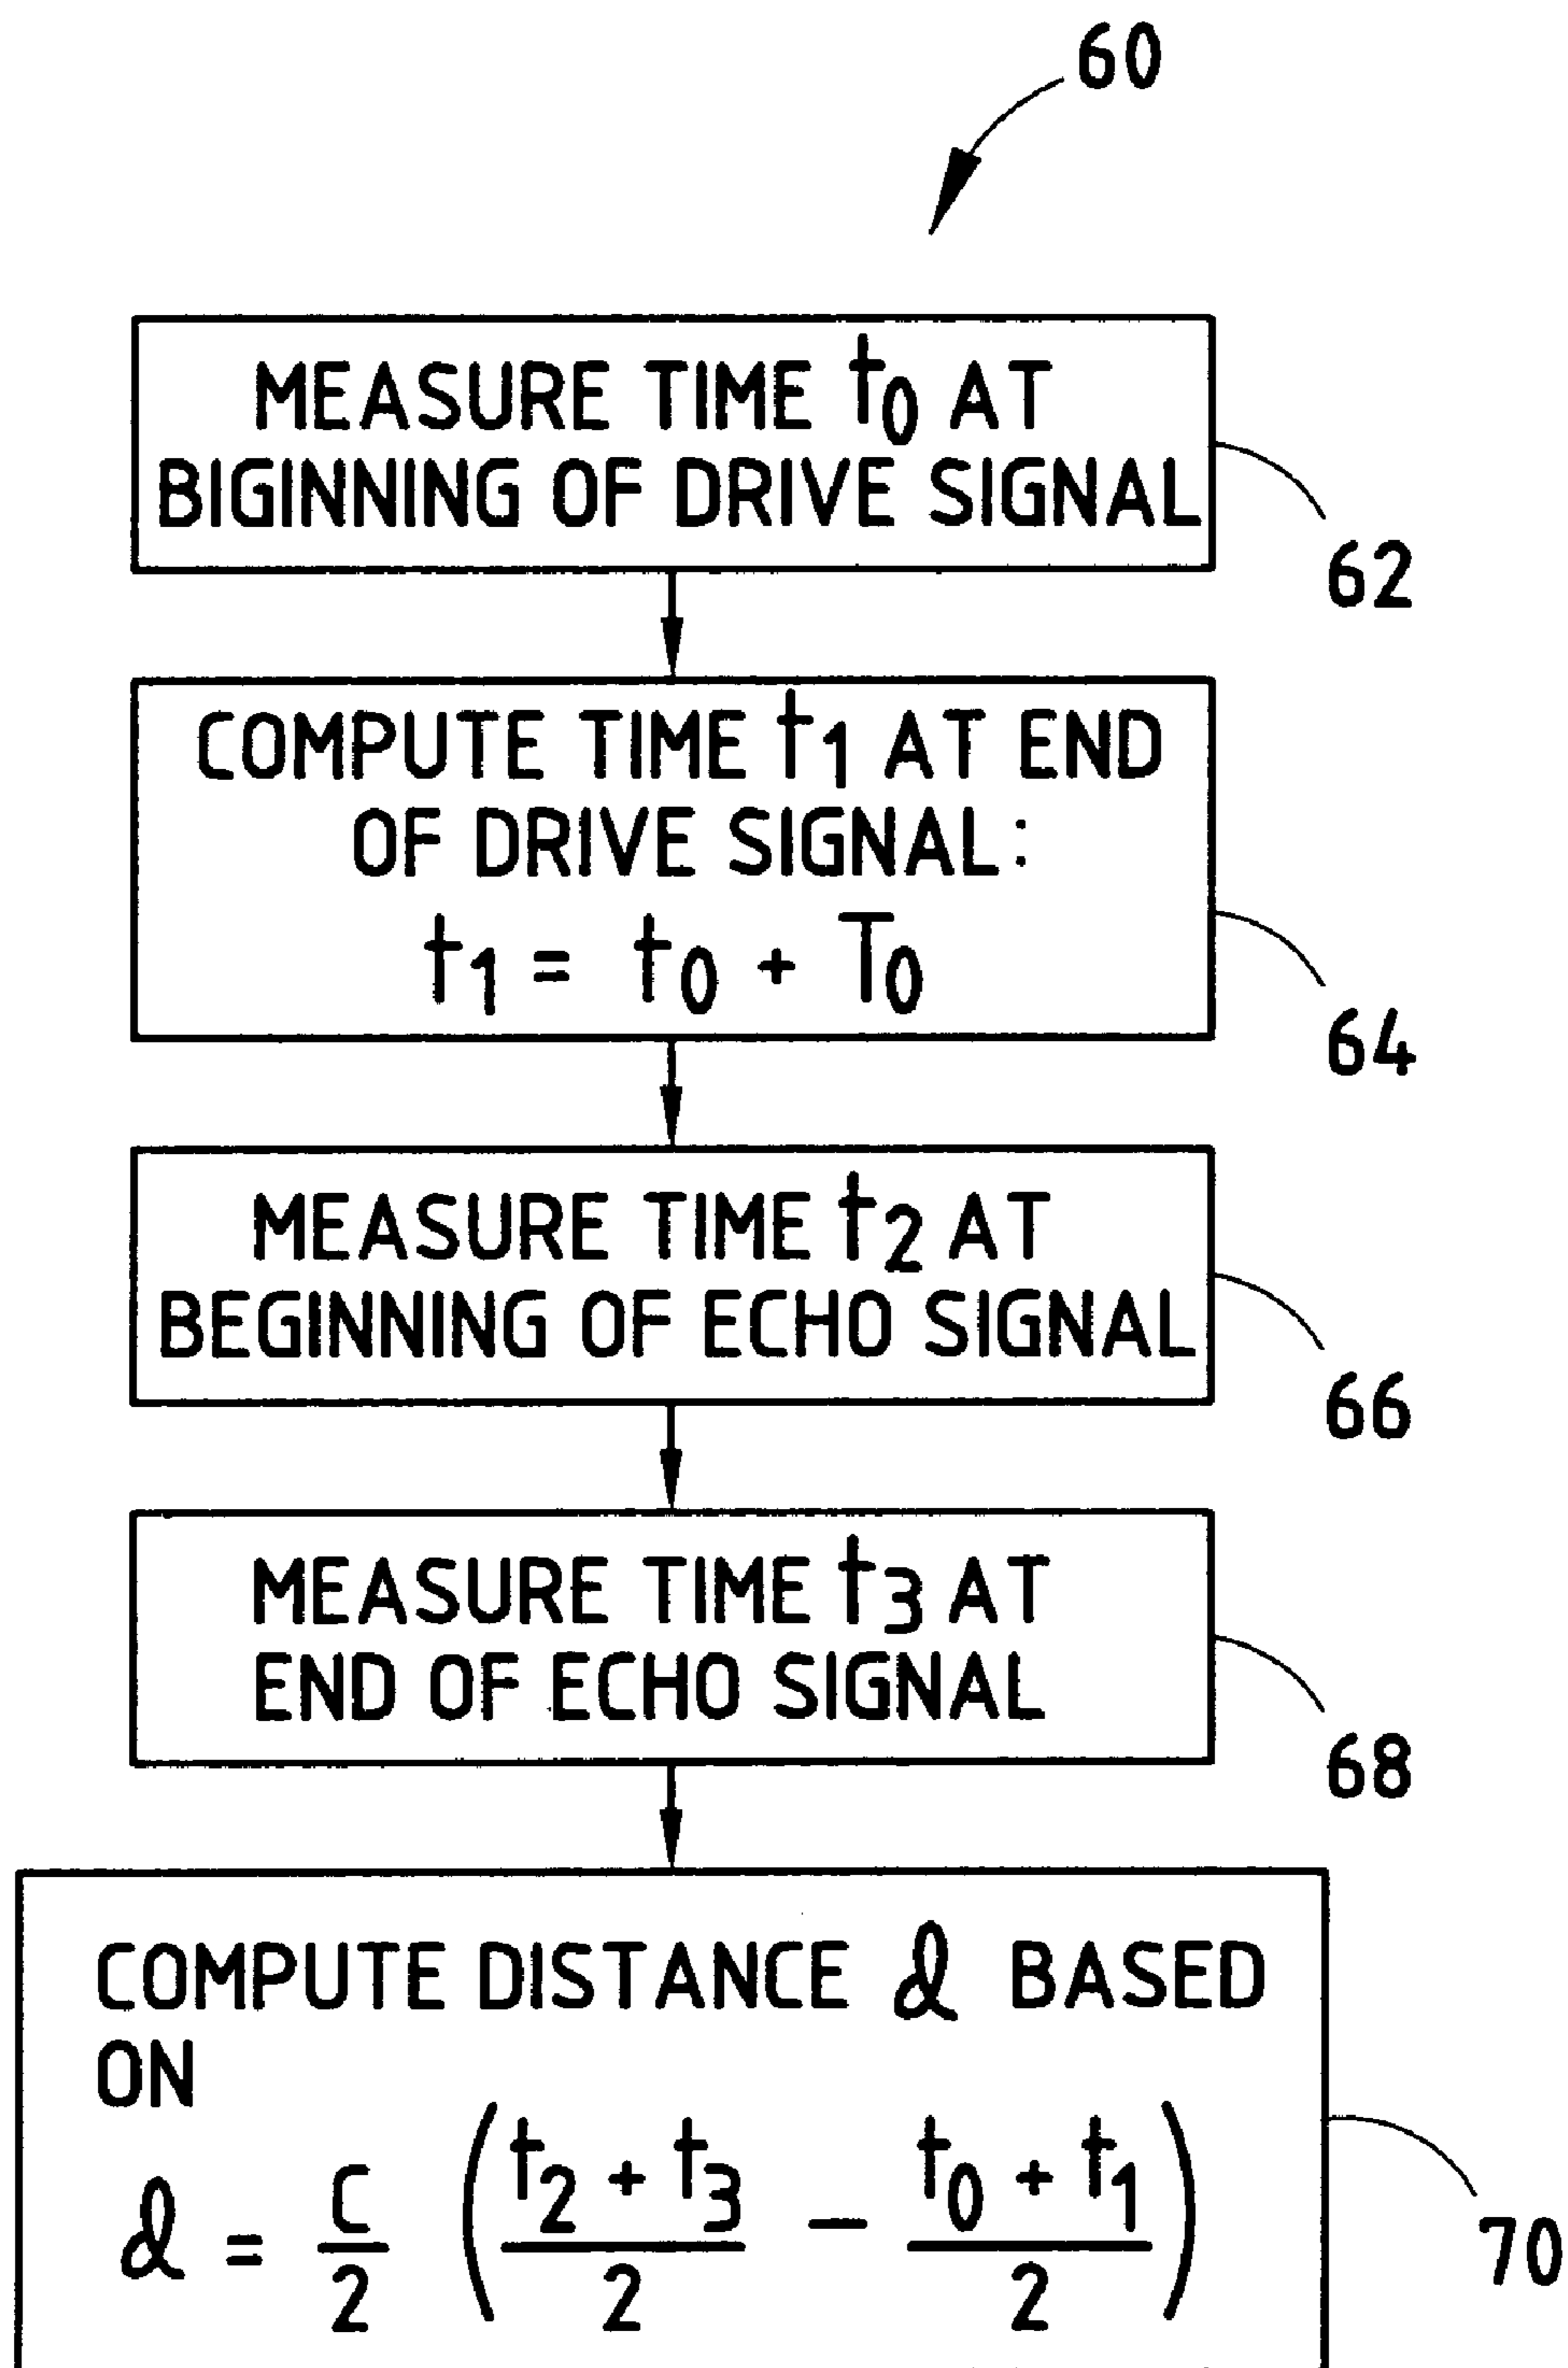 60
MEASURE TIME t0 AT
BIGINNING OF DRIVE SIGNAL
62
COMPUTE TIME t1 AT END
OF DRIVE SIGNAL:
t1 = t0 + T0
64
MEASURE TIME t2 AT
BEGINNING OF ECHO SIGNAL
66
MEASURE TIME t3 AT
END OF ECHO SIGNAL
68
COMPUTE DISTANCE ℓ BASED
ON
ℓ = c/2 ( (t2 + t3)/2 − (t0 + t1)/2 )
70